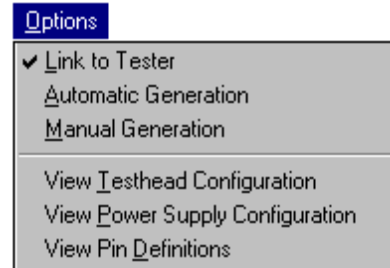 Options
Link to Tester
Automatic Generation
Manual Generation
View Testhead Configuration
View Power Supply Configuration
View Pin Definitions